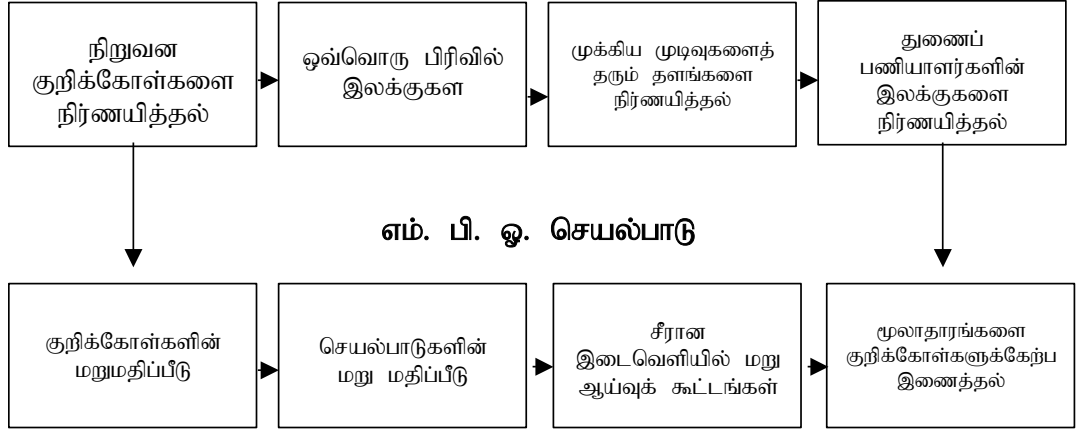 நிறுவன
குறிக்கோள்களை
நிர்ணயித்தல்
ஒவ்வொரு பிரிவில்
இலக்குகள
முக்கிய முடிவுகளைத்
தரும் தளங்களை
நிர்ணயித்தல்
துணைப்
பணியாளர்களின்
இலக்குகளை
நிர்ணயித்தல்
எம். பி. ஓ. செயல்பாடு
குறிக்கோள்களின்
மறுமதிப்பீடு
செயல்பாடுகளின்
மறு மதிப்பீடு
சீரான
இடைவெளியில் மறு
ஆய்வுக் கூட்டங்கள்
மூலாதாரங்களை
குறிக்கோள்களுக்கேற்ப
இணைத்தல்